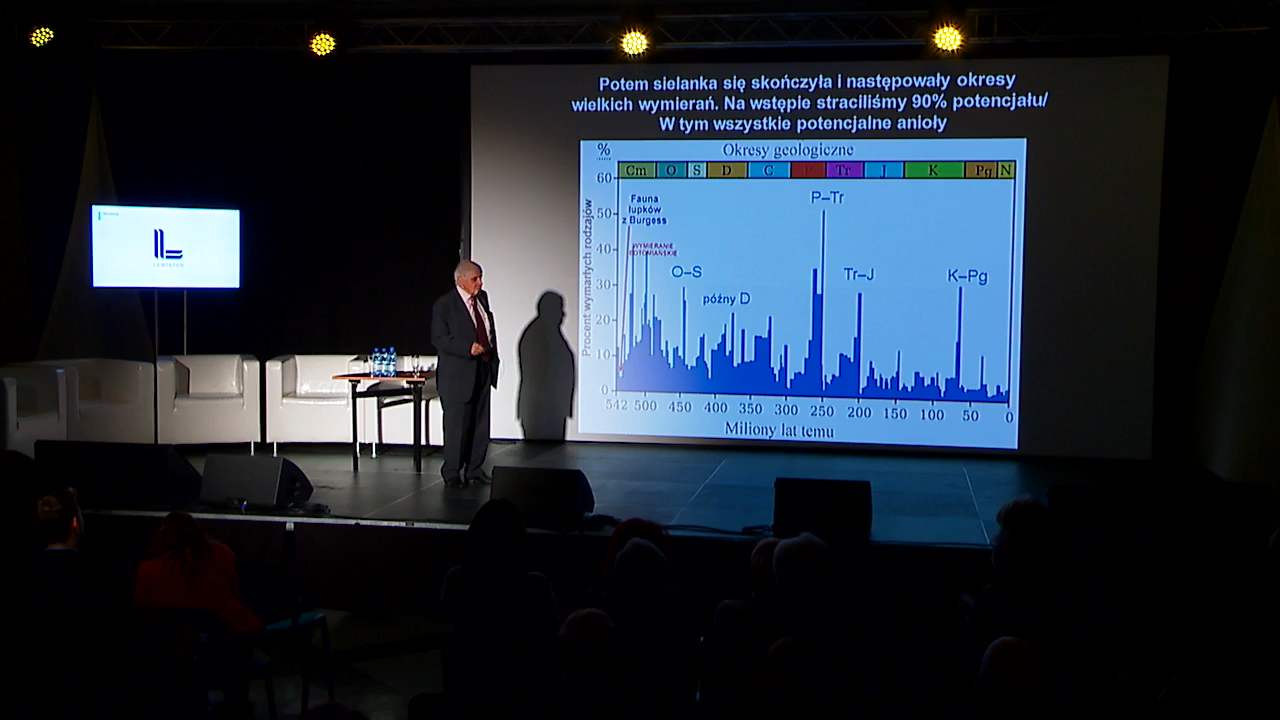 Potem sielanka się skończyła i następowały okresy
wielkich wymierań. Na wstępie straciliśmy 90% potencjału/
W tym wszystkie potencjalne anioły
%
Okresy geologiczne
Cm O S D C P Tr J K Pg N
60
50
40
30
20
10
0
Procent wymarłych rodzajów
Fauna
łupków
z Burgess
WYMIERANIE
P–Tr
O–S
późny D
Tr–J
K–Pg
542 500 450 400 350 300 250 200 150 100 50 0
Miliony lat temu
LEWIATAN